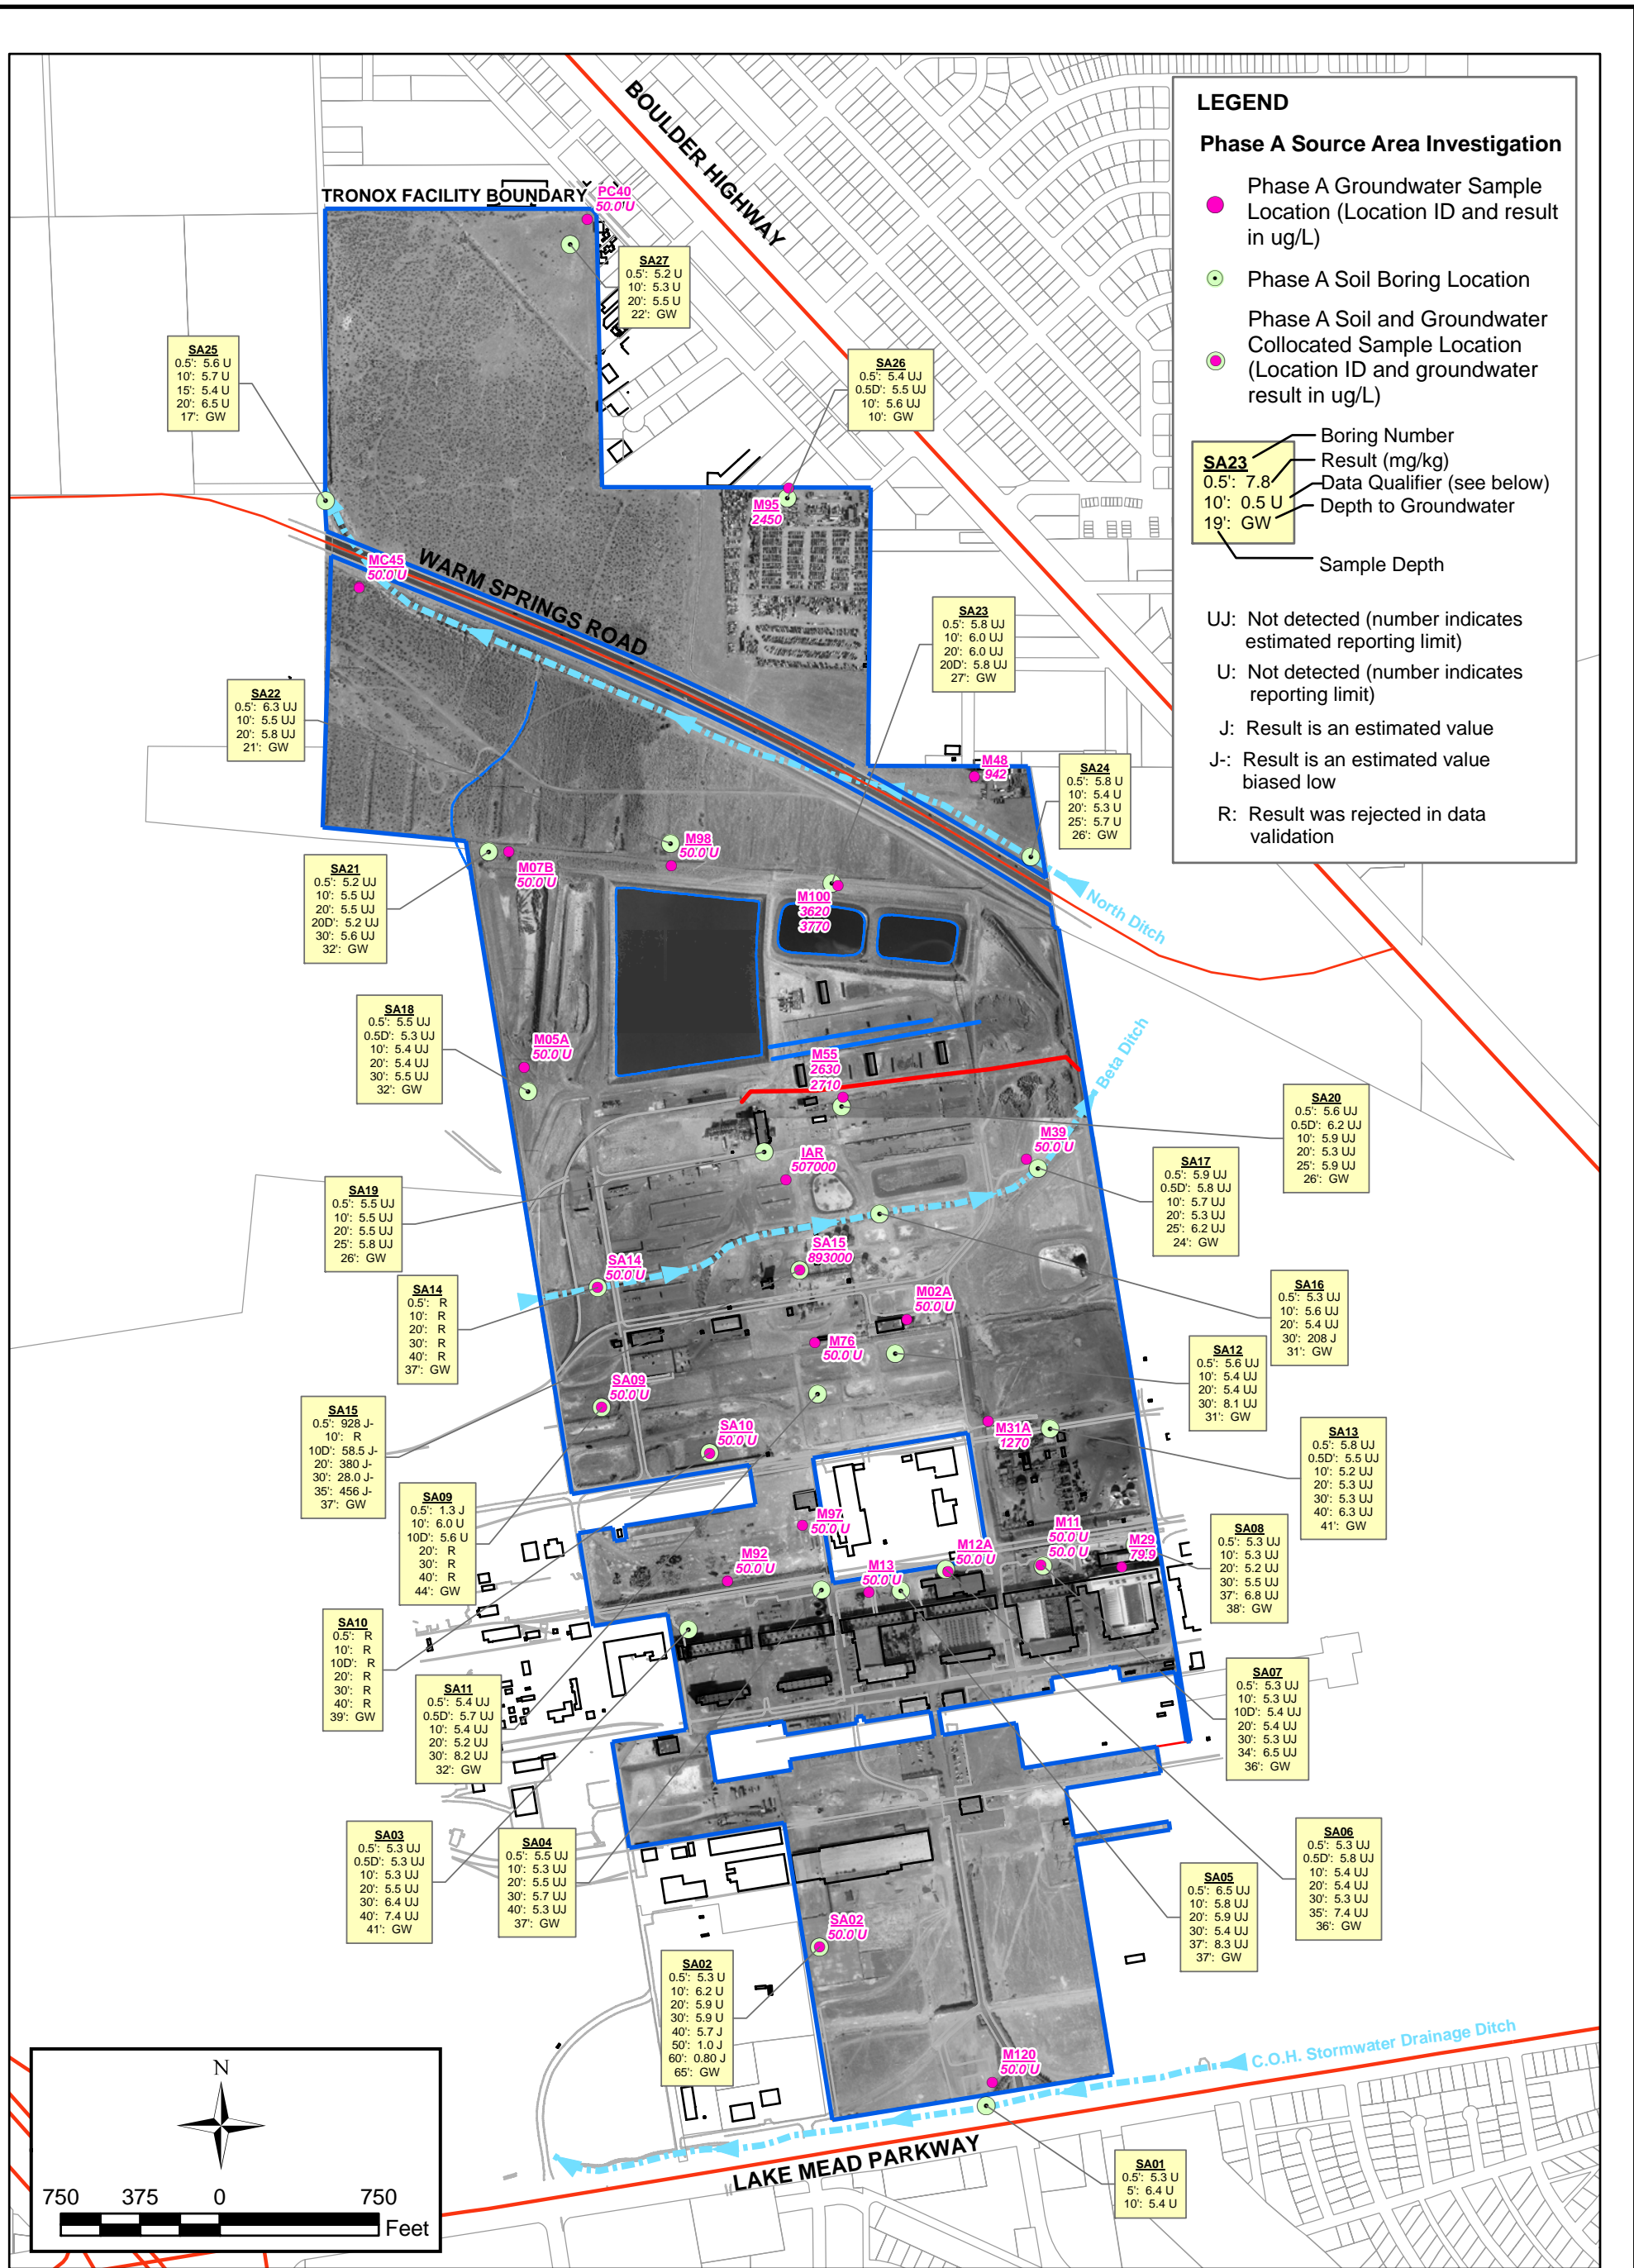 BOULDER HIGHWAY
LEGEND
Phase A Source Area Investigation
Phase A Groundwater Sample
Location (Location ID and result
in ug/L)
Phase A Soil Boring Location
Phase A Soil and Groundwater
Collocated Sample Location
(Location ID and groundwater
result in ug/L)
SA23
0.5': 7.8
10': 0.5 U
19': GW
Boring Number
Result (mg/kg)
Data Qualifier (see below)
Depth to Groundwater
Sample Depth
UJ: Not detected (number indicates
estimated reporting limit)
U: Not detected (number indicates
reporting limit)
J: Result is an estimated value
J-: Result is an estimated value
biased low
R: Result was rejected in data
validation
TRONOX FACILITY BOUNDARY
PC40
50.0 U
SA27
0.5': 5.2 U
10': 5.3 U
20': 5.5 U
22': GW
SA25
0.5': 5.6 U
10': 5.7 U
15': 5.4 U
20': 6.5 U
17': GW
SA26
0.5': 5.4 UJ
0.5D': 5.5 UJ
10': 5.6 UJ
10': GW
M95
2450
MC45
50.0 U
WARM SPRINGS ROAD
SA23
0.5': 5.8 UJ
10': 6.0 UJ
20': 6.0 UJ
20D': 5.8 UJ
27': GW
SA22
0.5': 6.3 UJ
10': 5.5 UJ
20': 5.8 UJ
21': GW
M48
942
SA24
0.5': 5.8 U
10': 5.4 U
20': 5.3 U
25': 5.7 U
26': GW
M98
50.0 U
M07B
50.0 U
SA21
0.5': 5.2 UJ
10': 5.5 UJ
20': 5.5 UJ
20D': 5.2 UJ
30': 5.6 UJ
32': GW
M100
3620
3770
North Ditch
SA18
0.5': 5.5 UJ
0.5D': 5.3 UJ
10': 5.4 UJ
20': 5.4 UJ
30': 5.5 UJ
32': GW
M05A
50.0 U
M55
2630
2710
Beta Ditch
SA20
0.5': 5.6 UJ
0.5D': 6.2 UJ
10': 5.9 UJ
20': 5.3 UJ
25': 5.9 UJ
26': GW
M39
50.0 U
IAR
507000
SA17
0.5': 5.9 UJ
0.5D': 5.8 UJ
10': 5.7 UJ
20': 5.3 UJ
25': 6.2 UJ
24': GW
SA19
0.5': 5.5 UJ
10': 5.5 UJ
20': 5.5 UJ
25': 5.8 UJ
26': GW
SA15
893000
SA14
50.0 U
SA14
0.5': R
10': R
20': R
30': R
40': R
37': GW
SA16
0.5': 5.3 UJ
10': 5.6 UJ
20': 5.4 UJ
30': 208 J
31': GW
M02A
50.0 U
M76
50.0 U
SA12
0.5': 5.6 UJ
10': 5.4 UJ
20': 5.4 UJ
30': 8.1 UJ
31': GW
SA09
50.0 U
SA15
0.5': 928 J-
10': R
10D': 58.5 J-
20': 380 J-
30': 28.0 J-
35': 456 J-
37': GW
SA10
50.0 U
M31A
1270
SA13
0.5': 5.8 UJ
0.5D': 5.5 UJ
10': 5.2 UJ
20': 5.3 UJ
30': 5.3 UJ
40': 6.3 UJ
41': GW
SA09
0.5': 1.3 J
10': 6.0 U
10D': 5.6 U
20': R
30': R
40': R
44': GW
M97
50.0 U
M92
50.0 U
M13
50.0 U
M12A
50.0 U
M11
50.0 U
50.0 U
M29
79.9
SA08
0.5': 5.3 UJ
10': 5.3 UJ
20': 5.2 UJ
30': 5.5 UJ
37': 6.8 UJ
38': GW
SA10
0.5': R
10': R
10D': R
20': R
30': R
40': R
39': GW
SA11
0.5': 5.4 UJ
0.5D': 5.7 UJ
10': 5.4 UJ
20': 5.2 UJ
30': 8.2 UJ
32': GW
SA07
0.5': 5.3 UJ
10': 5.3 UJ
10D': 5.4 UJ
20': 5.4 UJ
30': 5.3 UJ
34': 6.5 UJ
36': GW
SA03
0.5': 5.3 UJ
0.5D': 5.3 UJ
10': 5.3 UJ
20': 5.5 UJ
30': 6.4 UJ
40': 7.4 UJ
41': GW
SA04
0.5': 5.5 UJ
10': 5.3 UJ
20': 5.5 UJ
30': 5.7 UJ
40': 5.3 UJ
37': GW
SA06
0.5': 5.3 UJ
0.5D': 5.8 UJ
10': 5.4 UJ
20': 5.4 UJ
30': 5.3 UJ
35': 7.4 UJ
36': GW
SA05
0.5': 6.5 UJ
10': 5.8 UJ
20': 5.9 UJ
30': 5.4 UJ
37': 8.3 UJ
37': GW
SA02
50.0 U
SA02
0.5': 5.3 U
10': 6.2 U
20': 5.9 U
30': 5.9 U
40': 5.7 J
50': 1.0 J
60': 0.80 J
65': GW
M120
50.0 U
C.O.H. Stormwater Drainage Ditch
LAKE MEAD PARKWAY
SA01
0.5': 5.3 U
5': 6.4 U
10': 5.4 U
N
750 375 0 750
Feet